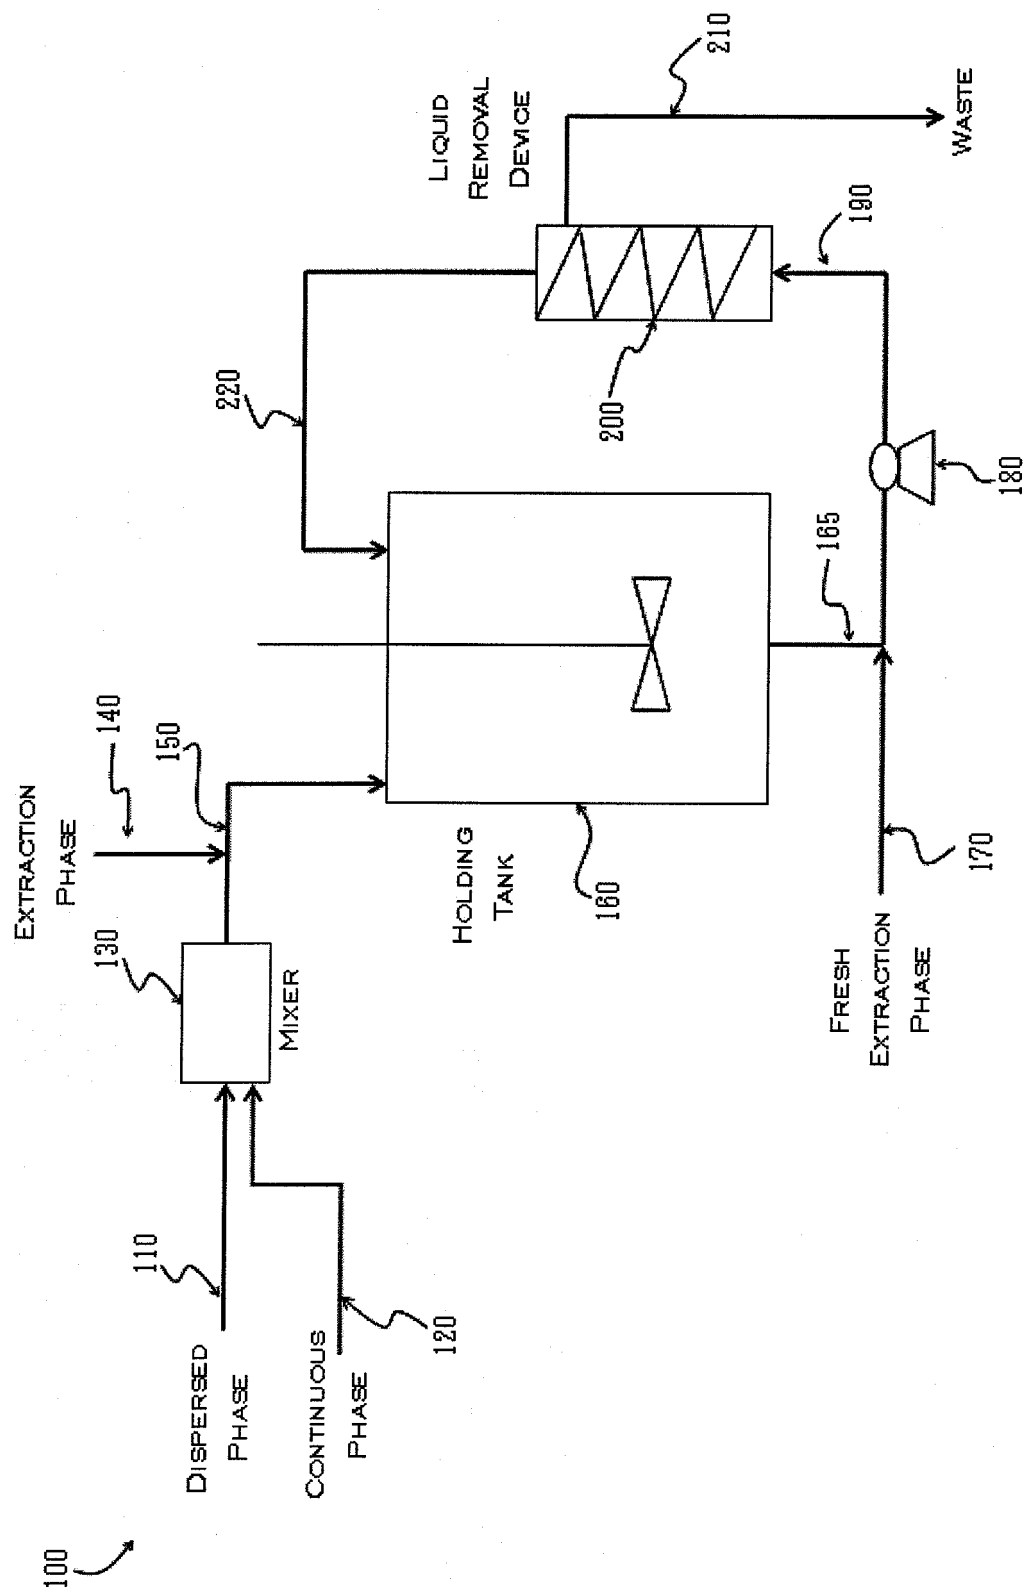 100
DISPERSED
PHASE
110
CONTINUOUS
PHASE
120
130
MIXER
EXTRACTION
PHASE
140
150
HOLDING
TANK
160
165
FRESH
EXTRACTION
PHASE
170
180
190
200
LIQUID
REMOVAL
DEVICE
210
220
WASTE